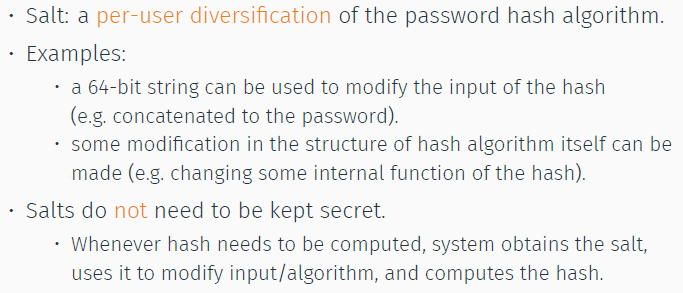 · Salt: a per-user diversification of the password hash algorithm.
· Examples:
· a 64-bit string can be used to modify the input of the hash
(e.g. concatenated to the password).
· some modification in the structure of hash algorithm itself can be
made (e.g. changing some internal function of the hash).
· Salts do not need to be kept secret.
· Whenever hash needs to be computed, system obtains the salt,
uses it to modify input/algorithm, and computes the hash.